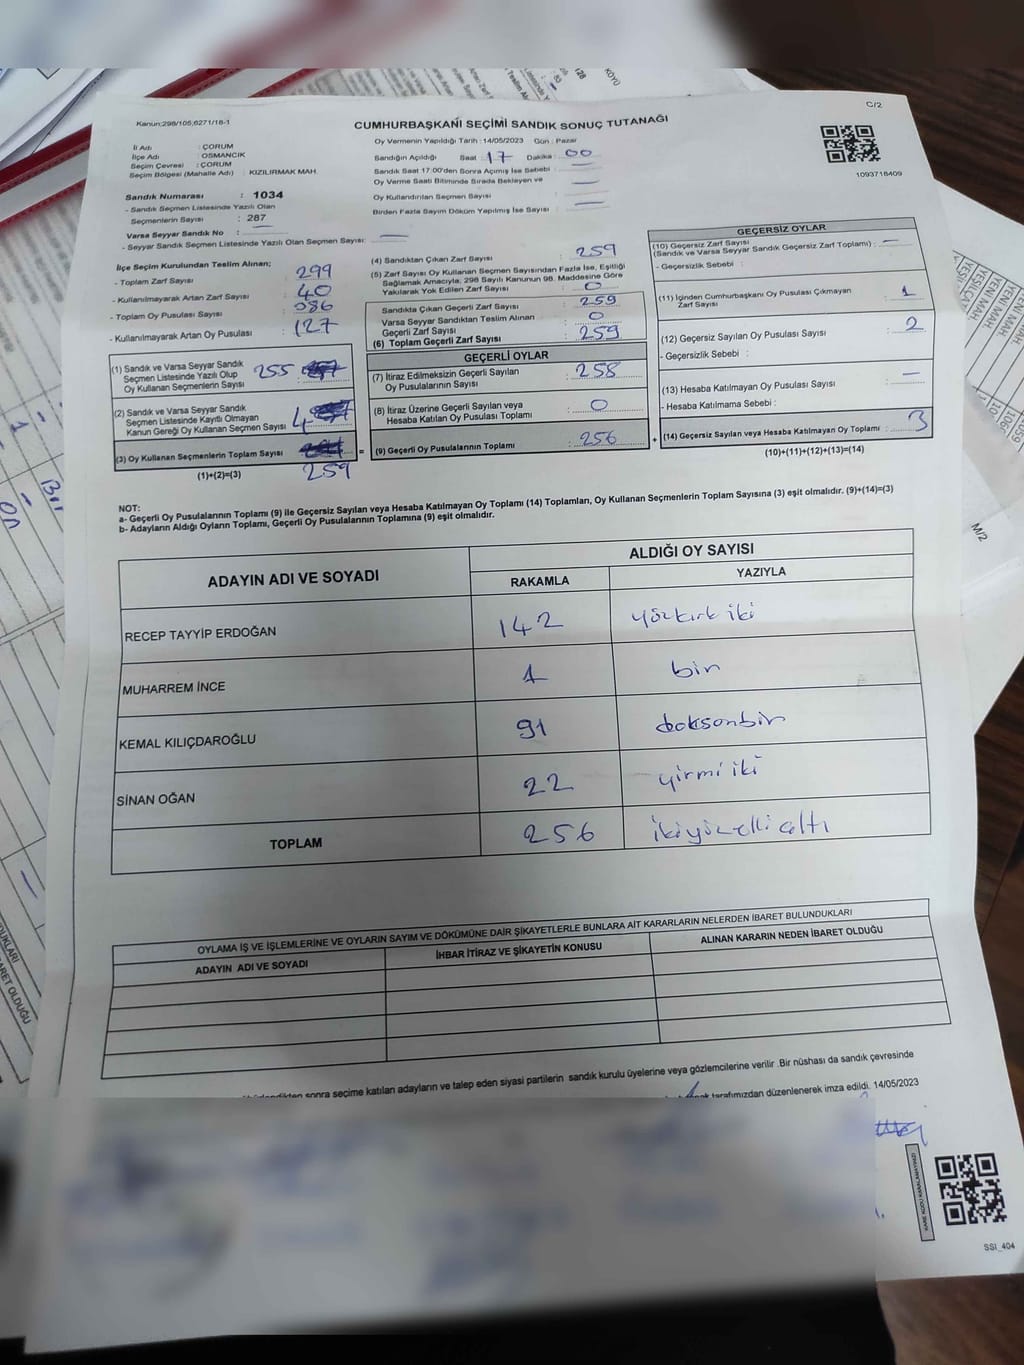 C/2
Kanun:298/105,6271/18-1
CUMHURBAŞKANI SEÇİMİ SANDIK SONUÇ TUTANAĞI
İl Adı : ÇORUM
İlçe Adı : OSMANCIK
Seçim Çevresi : ÇORUM
Seçim Bölgesi (Mahalle Adı) : KIZILIRMAK MAH.
Sandık Numarası : 1034
- Sandık Seçmen Listesinde Yazılı Olan
Seçmenlerin Sayısı : 287
Varsa Seyyar Sandık No : —
- Seyyar Sandık Seçmen Listesinde Yazılı Olan Seçmen Sayısı: —
Oy Vermenin Yapıldığı Tarih :14/05/2023 Gün : Pazar
Sandığın Açıldığı Saat : 17 Dakika : 00
Sandık Saat 17:00'den Sonra Açılmış İse Sebebi : —
Oy Verme Saati Bitiminde Sırada Bekleyen ve
Oy Kullandırılan Seçmen Sayısı : —
Birden Fazla Sayım Döküm Yapılmış İse Sayısı : —
1093718409
İlçe Seçim Kurulundan Teslim Alınan;
- Toplam Zarf Sayısı : 299
- Kullanılmayarak Artan Zarf Sayısı : 40
- Toplam Oy Pusulası Sayısı : 386
- Kullanılmayarak Artan Oy Pusulası : 127
(1) Sandık ve Varsa Seyyar Sandık
Seçmen Listesinde Yazılı Olup
Oy Kullanan Seçmenlerin Sayısı 255
(2) Sandık ve Varsa Seyyar Sandık
Seçmen Listesinde Kayıtlı Olmayan
Kanun Gereği Oy Kullanan Seçmen Sayısı : 4
(3) Oy Kullanan Seçmenlerin Toplam Sayısı
(1)+(2)=(3) 259
(4) Sandıktan Çıkan Zarf Sayısı : 259
(5) Zarf Sayısı Oy Kullanan Seçmen Sayısından Fazla İse, Eşitliği
Sağlamak Amacıyla, 298 Sayılı Kanunun 98. Maddesine Göre
Yakılarak Yok Edilen Zarf Sayısı : 0
Sandıkta Çıkan Geçerli Zarf Sayısı : 259
Varsa Seyyar Sandıktan Teslim Alınan
Geçerli Zarf Sayısı : 0
(6) Toplam Geçerli Zarf Sayısı : 259
GEÇERLİ OYLAR
(7) İtiraz Edilmeksizin Geçerli Sayılan
Oy Pusulalarının Sayısı : 258
(8) İtiraz Üzerine Geçerli Sayılan veya
Hesaba Katılan Oy Pusulası Toplamı : 0
(9) Geçerli Oy Pusulalarının Toplamı : 256
GEÇERSİZ OYLAR
(10) Geçersiz Zarf Sayısı
(Sandık ve Varsa Seyyar Sandık Geçersiz Zarf Toplamı) : —
- Geçersizlik Sebebi :
(11) İçinden Cumhurbaşkanı Oy Pusulası Çıkmayan
Zarf Sayısı : 1
(12) Geçersiz Sayılan Oy Pusulası Sayısı : 2
- Geçersizlik Sebebi :
(13) Hesaba Katılmayan Oy Pusulası Sayısı : —
- Hesaba Katılmama Sebebi :
(14) Geçersiz Sayılan veya Hesaba Katılmayan Oy Toplamı : 3
(10)+(11)+(12)+(13)=(14)
NOT:
a- Geçerli Oy Pusulalarının Toplamı (9) ile Geçersiz Sayılan veya Hesaba Katılmayan Oy Toplamı (14) Toplamları, Oy Kullanan Seçmenlerin Toplam Sayısına (3) eşit olmalıdır. (9)+(14)=(3)
b- Adayların Aldığı Oyların Toplamı, Geçerli Oy Pusulalarının Toplamına (9) eşit olmalıdır.
ADAYIN ADI VE SOYADI
ALDIĞI OY SAYISI
RAKAMLA YAZIYLA
RECEP TAYYİP ERDOĞAN 142 yüzkırk iki
MUHARREM İNCE 1 bir
KEMAL KILIÇDAROĞLU 91 doksanbir
SİNAN OĞAN 22 yirmi iki
TOPLAM 256 ikiyüzelli altı
OYLAMA İŞ VE İŞLEMLERİNE VE OYLARIN SAYIM VE DÖKÜMÜNE DAİR ŞİKAYETLERLE BUNLARA AİT KARARLARIN NELERDEN İBARET BULUNDUKLARI
ADAYIN ADI VE SOYADI
İHBAR İTİRAZ VE ŞİKAYETİN KONUSU
ALINAN KARARIN NEDEN İBARET OLDUĞU
sonra seçime katılan adayların ve talep eden siyasi partilerin sandık kurulu üyelerine veya gözlemcilerine verilir .Bir nüshası da sandık çevresinde
tarafımızdan düzenlenerek imza edildi. 14/05/2023
SSI_404
M/2